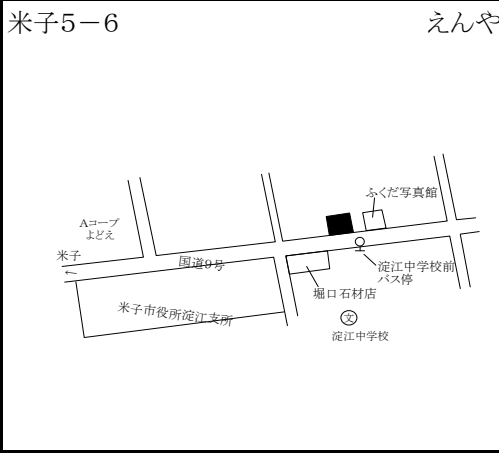 米子5－6
えんや
ふくだ写真館
Aコープ
よどえ
米子
←
国道9号
淀江中学校前
バス停
堀口石材店
米子市役所淀江支所
文
淀江中学校